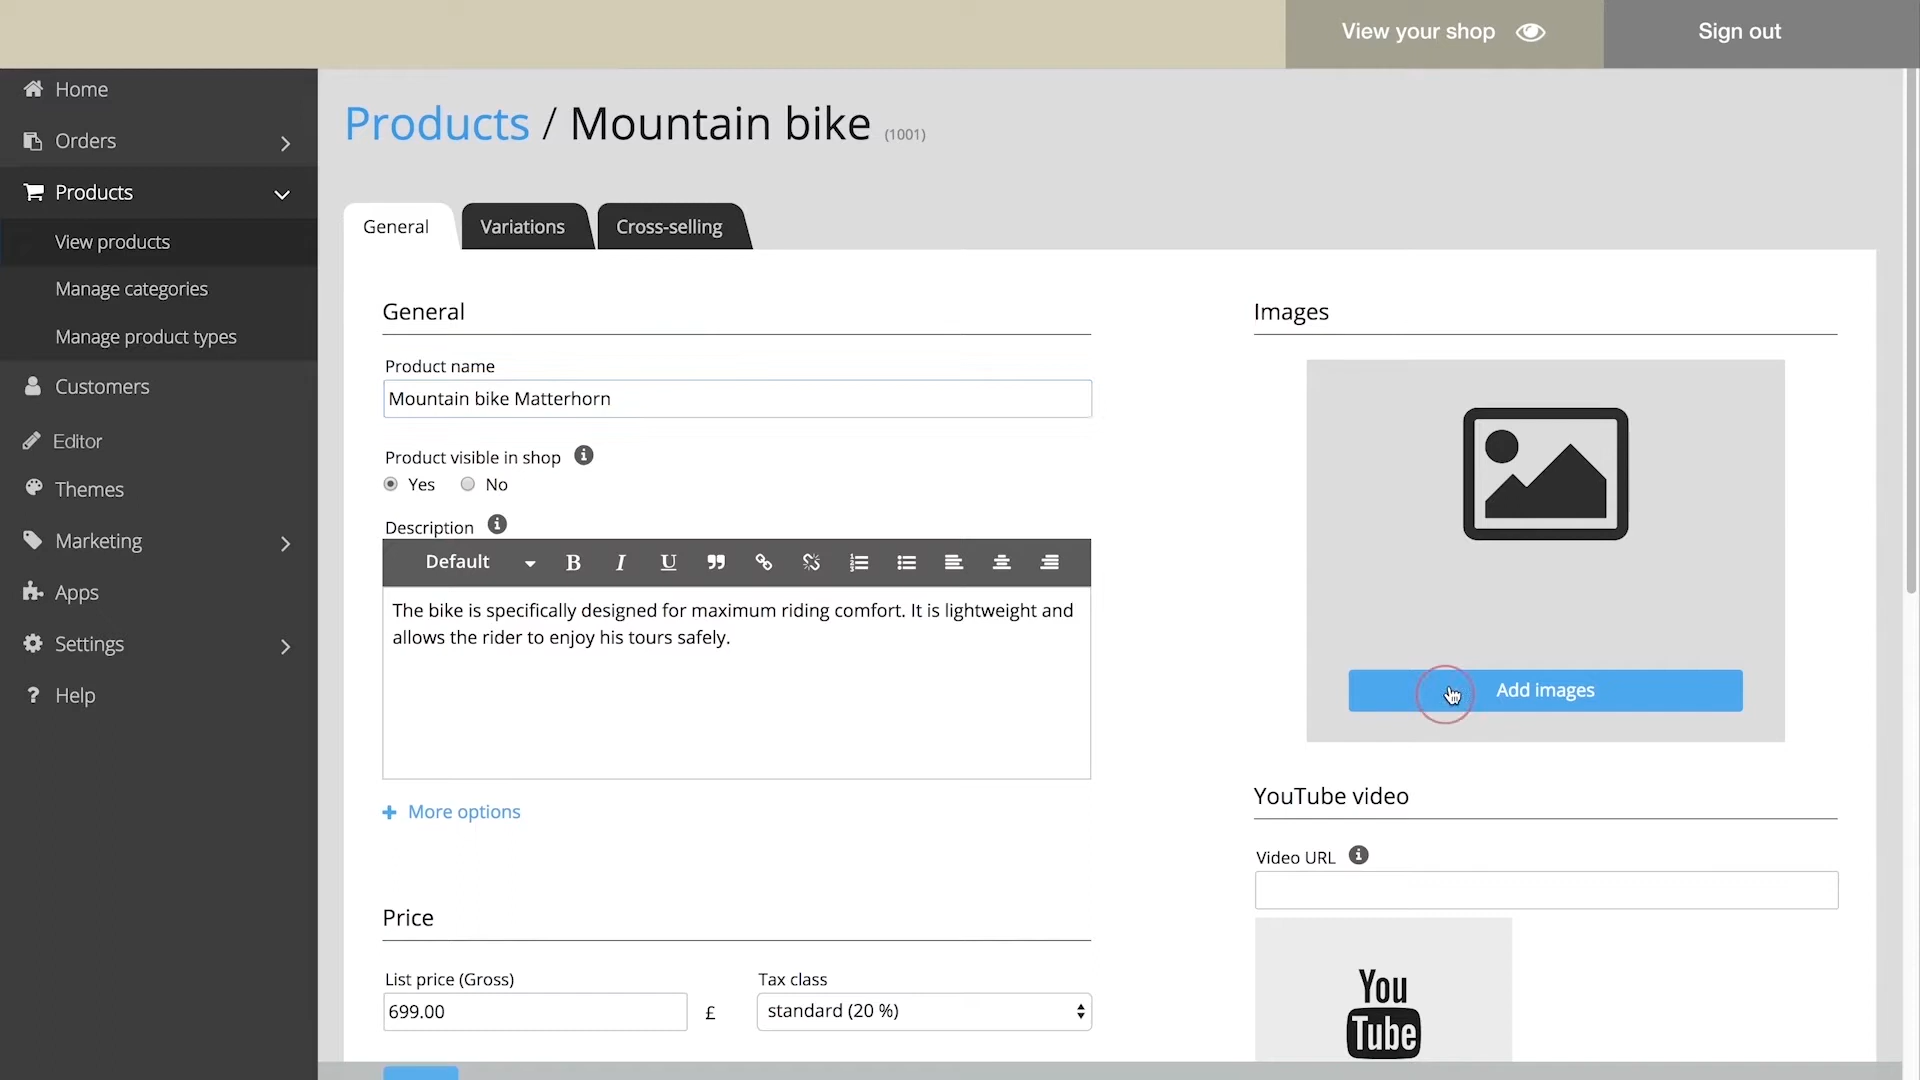 View your shop
Sign out
Home
Orders
Products
View products
Manage categories
Manage product types
Customers
Editor
Themes
Marketing
Apps
Settings
? Help
Products / Mountain bike (1001)
General
Variations
Cross-selling
General
Product name
Mountain bike Matterhorn
Product visible in shop
Yes
No
Description
Default
B I U
The bike is specifically designed for maximum riding comfort. It is lightweight and
allows the rider to enjoy his tours safely.
+ More options
Price
List price (Gross)
699.00
£
Tax class
standard (20 %)
Images
Add images
YouTube video
Video URL
You
Tube